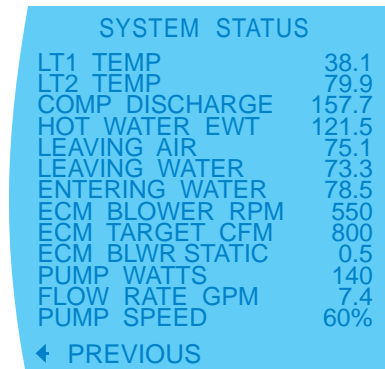 SYSTEM STATUS
LT1 TEMP 38.1
LT2 TEMP 79.9
COMP DISCHARGE 157.7
HOT WATER EWT 121.5
LEAVING AIR 75.1
LEAVING WATER 73.3
ENTERING WATER 78.5
ECM BLOWER RPM 550
ECM TARGET CFM 800
ECM BLWR STATIC 0.5
PUMP WATTS 140
FLOW RATE GPM 7.4
PUMP SPEED 60%
PREVIOUS